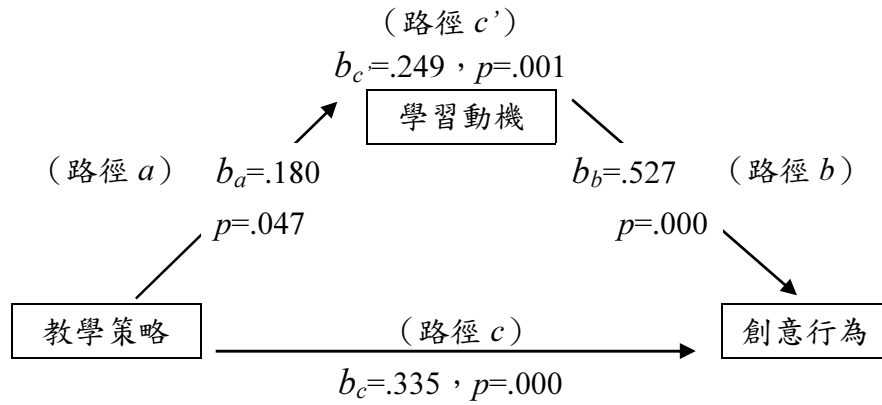 （路徑 c’）
bc’=.249，p=.001
學習動機
（路徑 a） ba=.180 bb=.527 （路徑 b）
p=.047 p=.000
教學策略 （路徑 c） 創意行為
bc=.335，p=.000